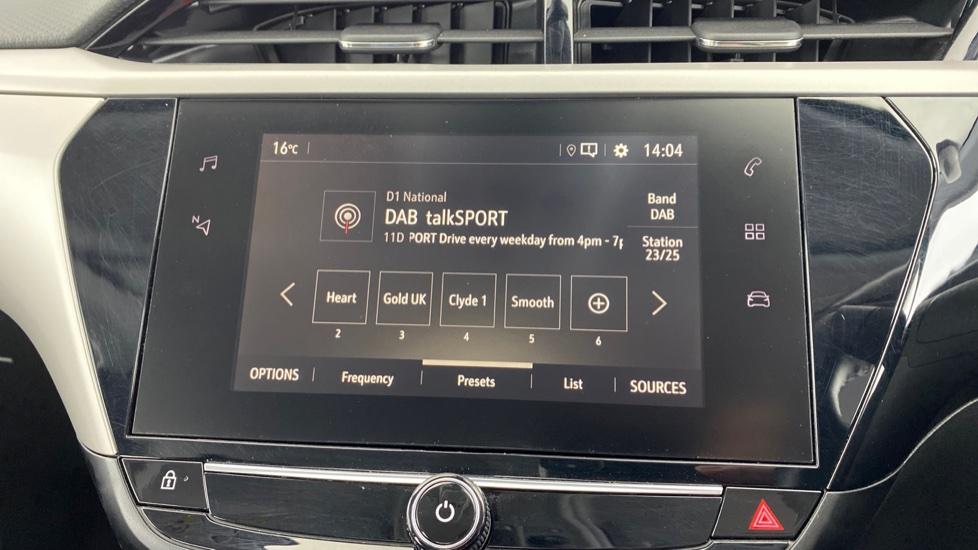 16°C
14:04
N
D1 National
DAB talkSPORT
11D PORT Drive every weekday from 4pm - 7p
Band
DAB
Station
23/25
Heart
Gold UK
Clyde 1
Smooth
2
3
4
5
6
OPTIONS
Frequency
Presets
List
SOURCES